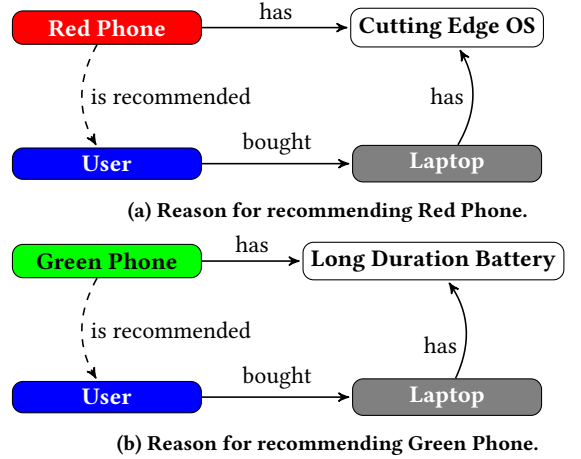 Red Phone
has
Cutting Edge OS
is recommended
has
User
bought
Laptop
(a) Reason for recommending Red Phone.
Green Phone
has
Long Duration Battery
is recommended
has
User
bought
Laptop
(b) Reason for recommending Green Phone.